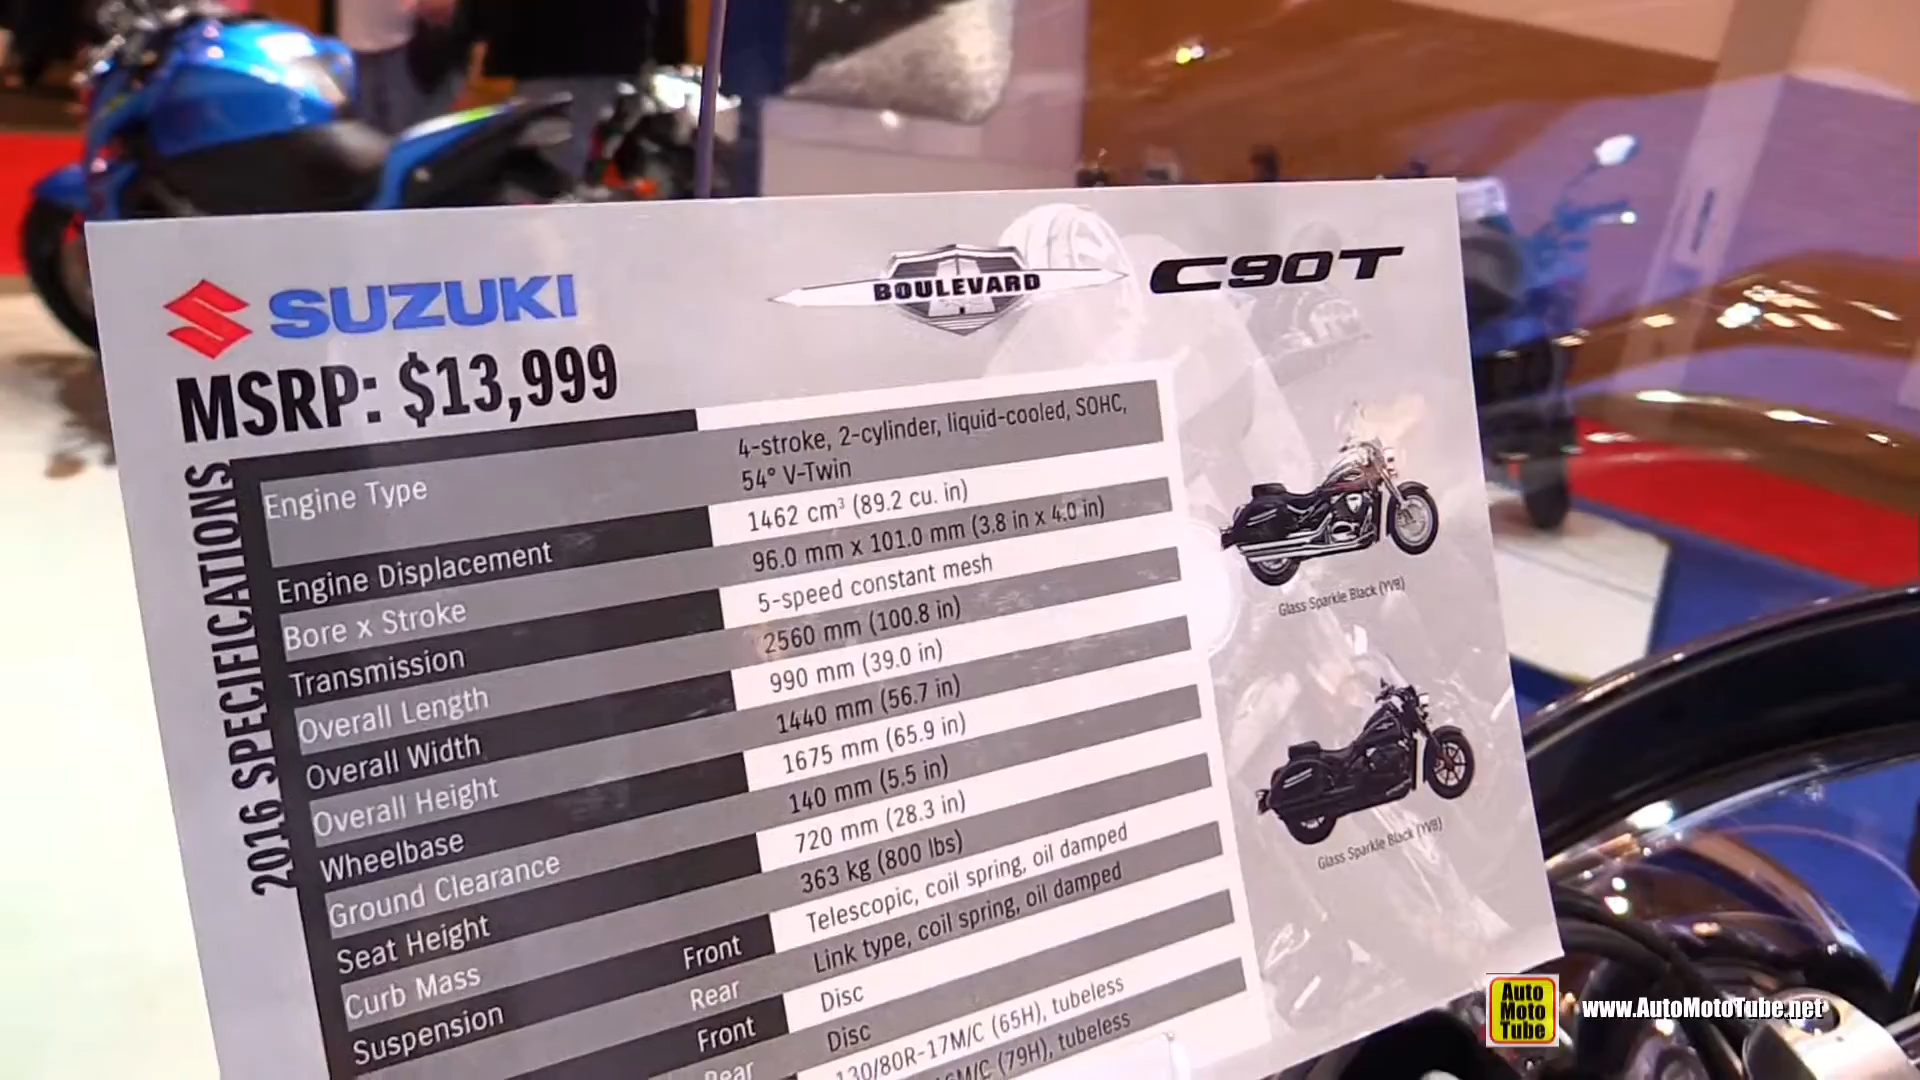 SUZUKI
BOULEVARD
C90T
MSRP: $13,999
2016 SPECIFICATIONS
Engine Type 4-stroke, 2-cylinder, liquid-cooled, SOHC,
54° V-Twin
Engine Displacement 1462 cm³ (89.2 cu. in)
Bore x Stroke 96.0 mm x 101.0 mm (3.8 in x 4.0 in)
Transmission 5-speed constant mesh
Overall Length 2560 mm (100.8 in)
Overall Width 990 mm (39.0 in)
Overall Height 1440 mm (56.7 in)
Wheelbase 1675 mm (65.9 in)
Ground Clearance 140 mm (5.5 in)
Seat Height 720 mm (28.3 in)
Curb Mass 363 kg (800 lbs)
Suspension Front Telescopic, coil spring, oil damped
Rear Link type, coil spring, oil damped
Front Disc
Rear Disc
130/80R-17M/C (65H), tubeless
(79H), tubeless
Glass Sparkle Black (YVB)
Glass Sparkle Black (YVB)
Auto
Moto
Tube
www.AutoMotoTube.net